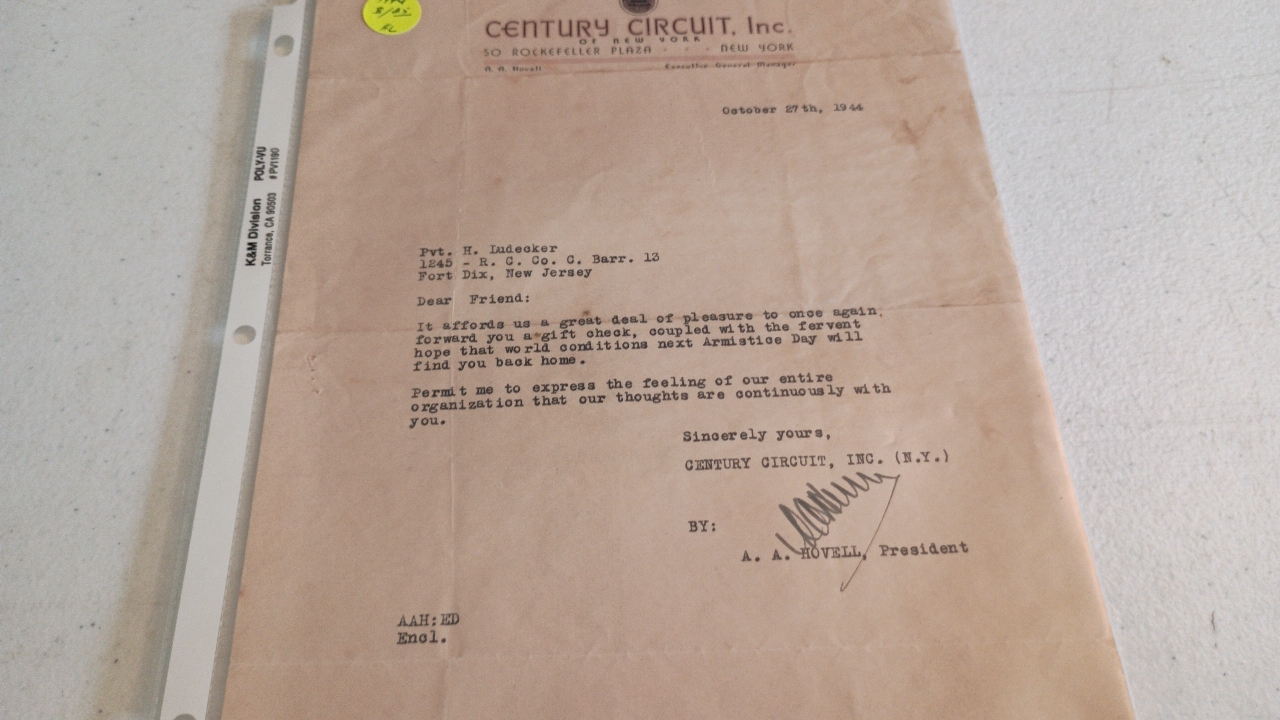 CENTURY CIRCUIT, Inc.
OF NEW YORK
50 ROCKEFELLER PLAZA · · · NEW YORK
A. A. Hovell Executive General Manager
October 27th, 1944
Pvt. H. Ludecker
1245 - R. C. Co. C. Barr. 13
Fort Dix, New Jersey
Dear Friend:
It affords us a great deal of pleasure to once again,
forward you a gift check, coupled with the fervent
hope that world conditions next Armistice Day will
find you back home.
Permit me to express the feeling of our entire
organization that our thoughts are continuously with
you.
Sincerely yours,
CENTURY CIRCUIT, INC. (N.Y.)
BY:
A. A. HOVELL, President
AAH:ED
Encl.
K&M Division POLY-VU
Torrance, CA 90503 # PV1190